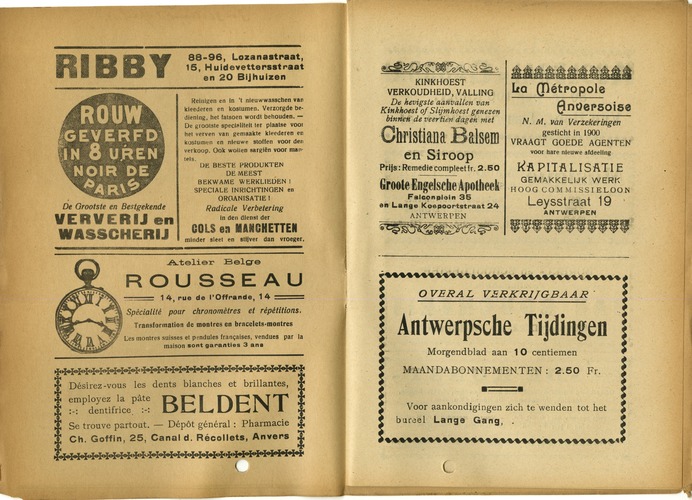 RIBBY
88-96, Lozanastraat,
15, Huidevettersstraat
en 20 Bijhuizen
ROUW
GEVERFD
IN 8 UREN
NOIR DE
PARIS
De Grootste en Bestgekende
VERVERIJ en
WASSCHERIJ
Reinigen en in 't nieuwwasschen van
kleederen en kostumen. Verzorgde be-
diening, het fatsoen wordt behouden. —
De grootste specialiteit ter plaatse voor
het verven van gemaakte kleederen en
kostumen en nieuwe stoffen voor den
verkoop. Ook wollen sargiën voor man-
tels.
DE BESTE PRODUKTEN
DE MEEST
BEKWAME WERKLIEDEN !
SPECIALE INRICHTINGEN en
ORGANISATIE !
Radicale Verbetering
in den dienst der
COLS en MANCHETTEN
minder sleet en stijver dan vroeger.
Atelier Belge
ROUSSEAU
14, rue de l'Offrande, 14
Spécialité pour chronomètres et répétitions.
Transformation de montres en bracelets-montres
Les montres suisses et pendules françaises, vendues par la
maison sont garanties 3 ans
Désirez-vous les dents blanches et brillantes,
employez la pâte
:-: dentifrice :-: BELDENT
Se trouve partout. — Dépôt général : Pharmacie
Ch. Goffin, 25, Canal d. Récollets, Anvers
KINKHOEST
VERKOUDHEID, VALLING
De hevigste aanvallen van
Kinkhoest of Slijmhoest genezen
binnen de veertien dagen met
Christiana Balsem
en Siroop
Prijs : Remedie compleet fr. 2.50
Groote Engelsche Apotheek
Falconplein 35
en Lange Koepoortstraat 24
ANTWERPEN
La Métropole
Anversoise
N. M. van Verzekeringen
gesticht in 1900
VRAAGT GOEDE AGENTEN
voor hare nieuwe afdeeling
KAPITALISATIE
GEMAKKELIJK WERK
HOOG COMMISSIELOON
Leysstraat 19
ANTWERPEN
OVERAL VERKRIJGBAAR
Antwerpsche Tijdingen
Morgendblad aan 10 centiemen
MAANDABONNEMENTEN : 2.50 Fr.
Voor aankondigingen zich te wenden tot het
bureel Lange Gang,